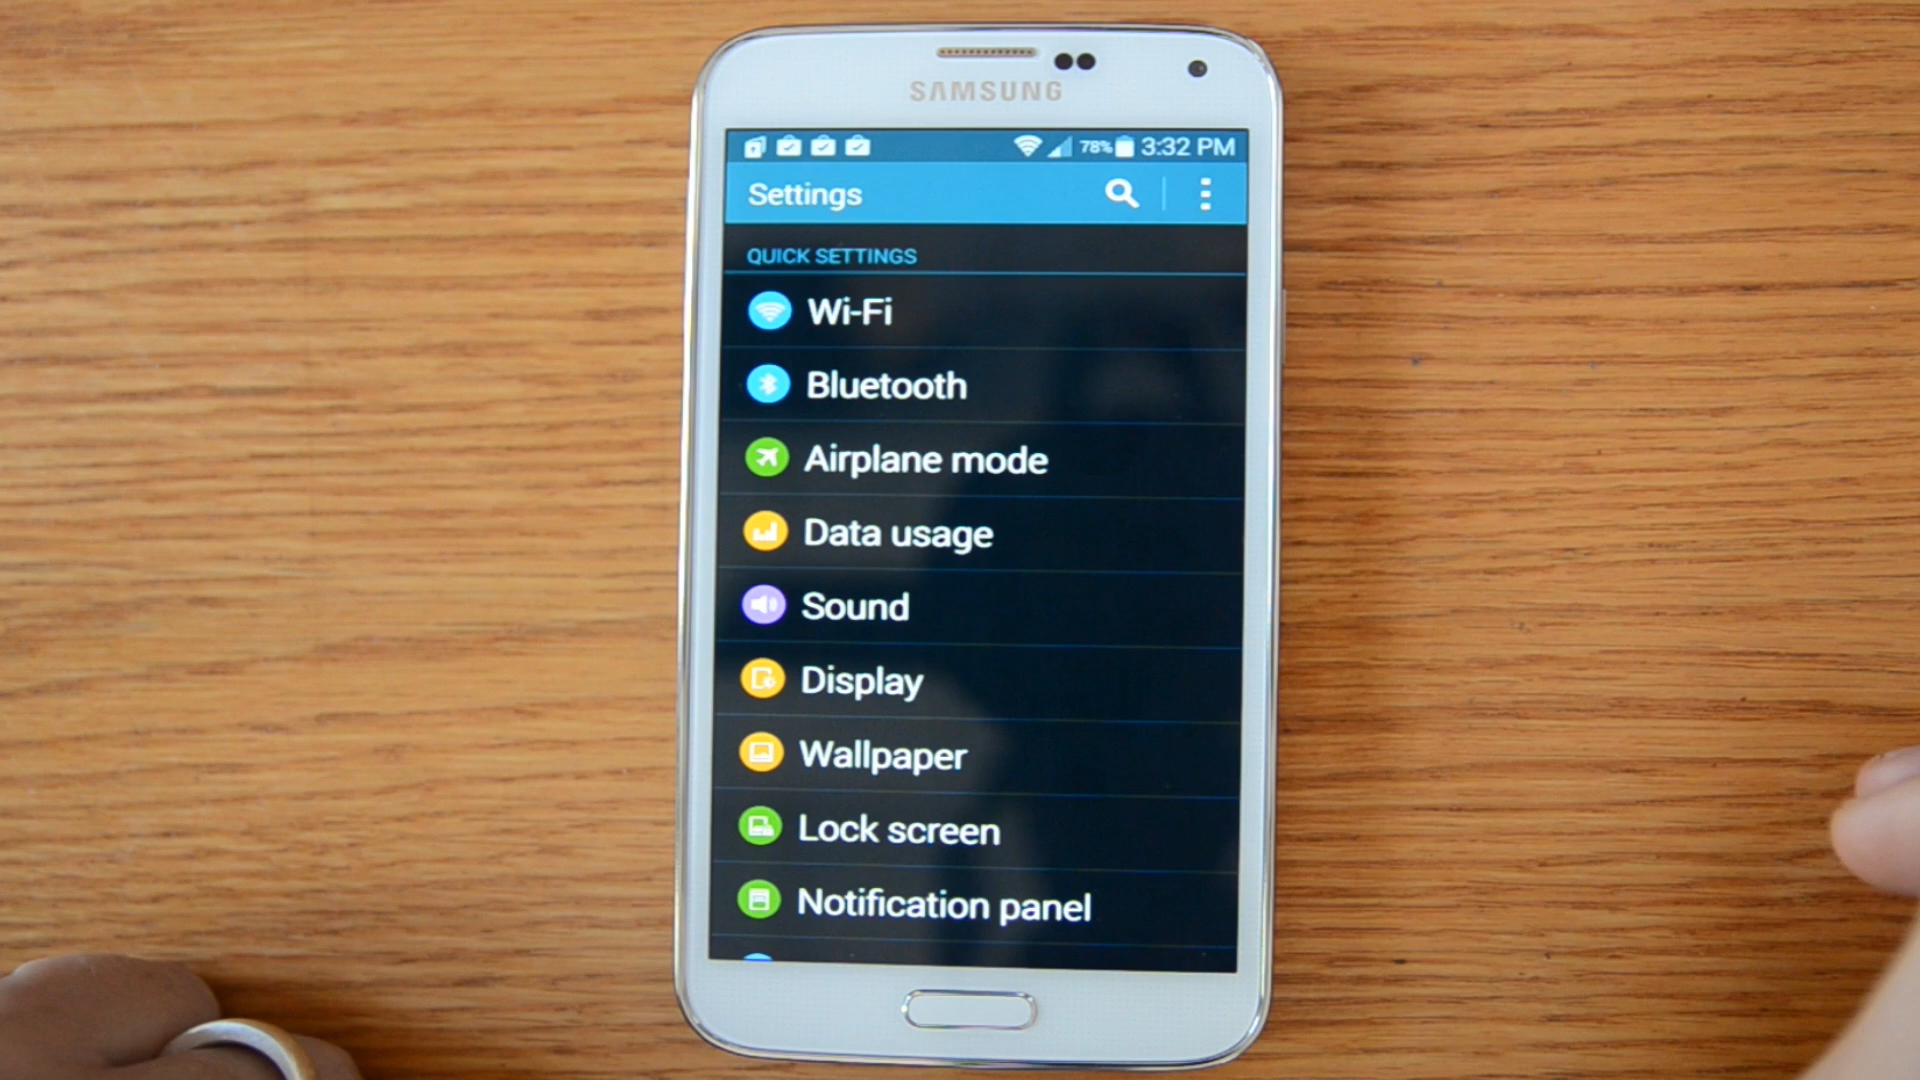 SAMSUNG
78% 3:32 PM
Settings
QUICK SETTINGS
Wi-Fi
Bluetooth
Airplane mode
Data usage
Sound
Display
Wallpaper
Lock screen
Notification panel